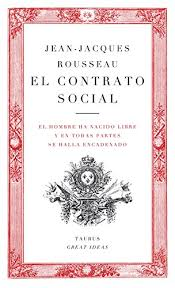 JEAN-JACQUES
ROUSSEAU
EL CONTRATO
SOCIAL
EL HOMBRE HA NACIDO LIBRE
Y EN TODAS PARTES
SE HALLA ENCADENADO
TAURUS
GREAT IDEAS